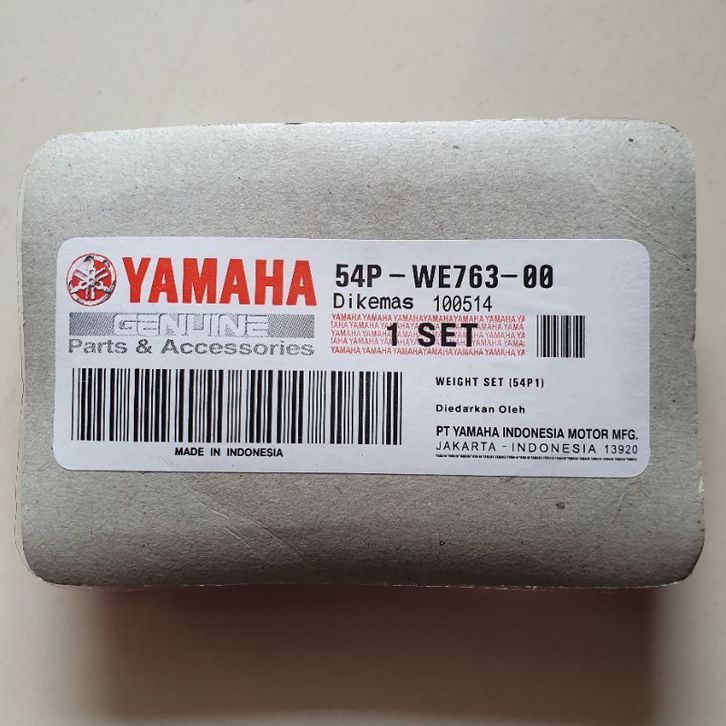 YAMAHA
54P-WE763-00
Dikemas 100514
GENUINE
Parts & Accessories
1 SET
WEIGHT SET (54P1)
Diedarkan Oleh
PT YAMAHA INDONESIA MOTOR MFG.
JAKARTA - INDONESIA 13920
MADE IN INDONESIA